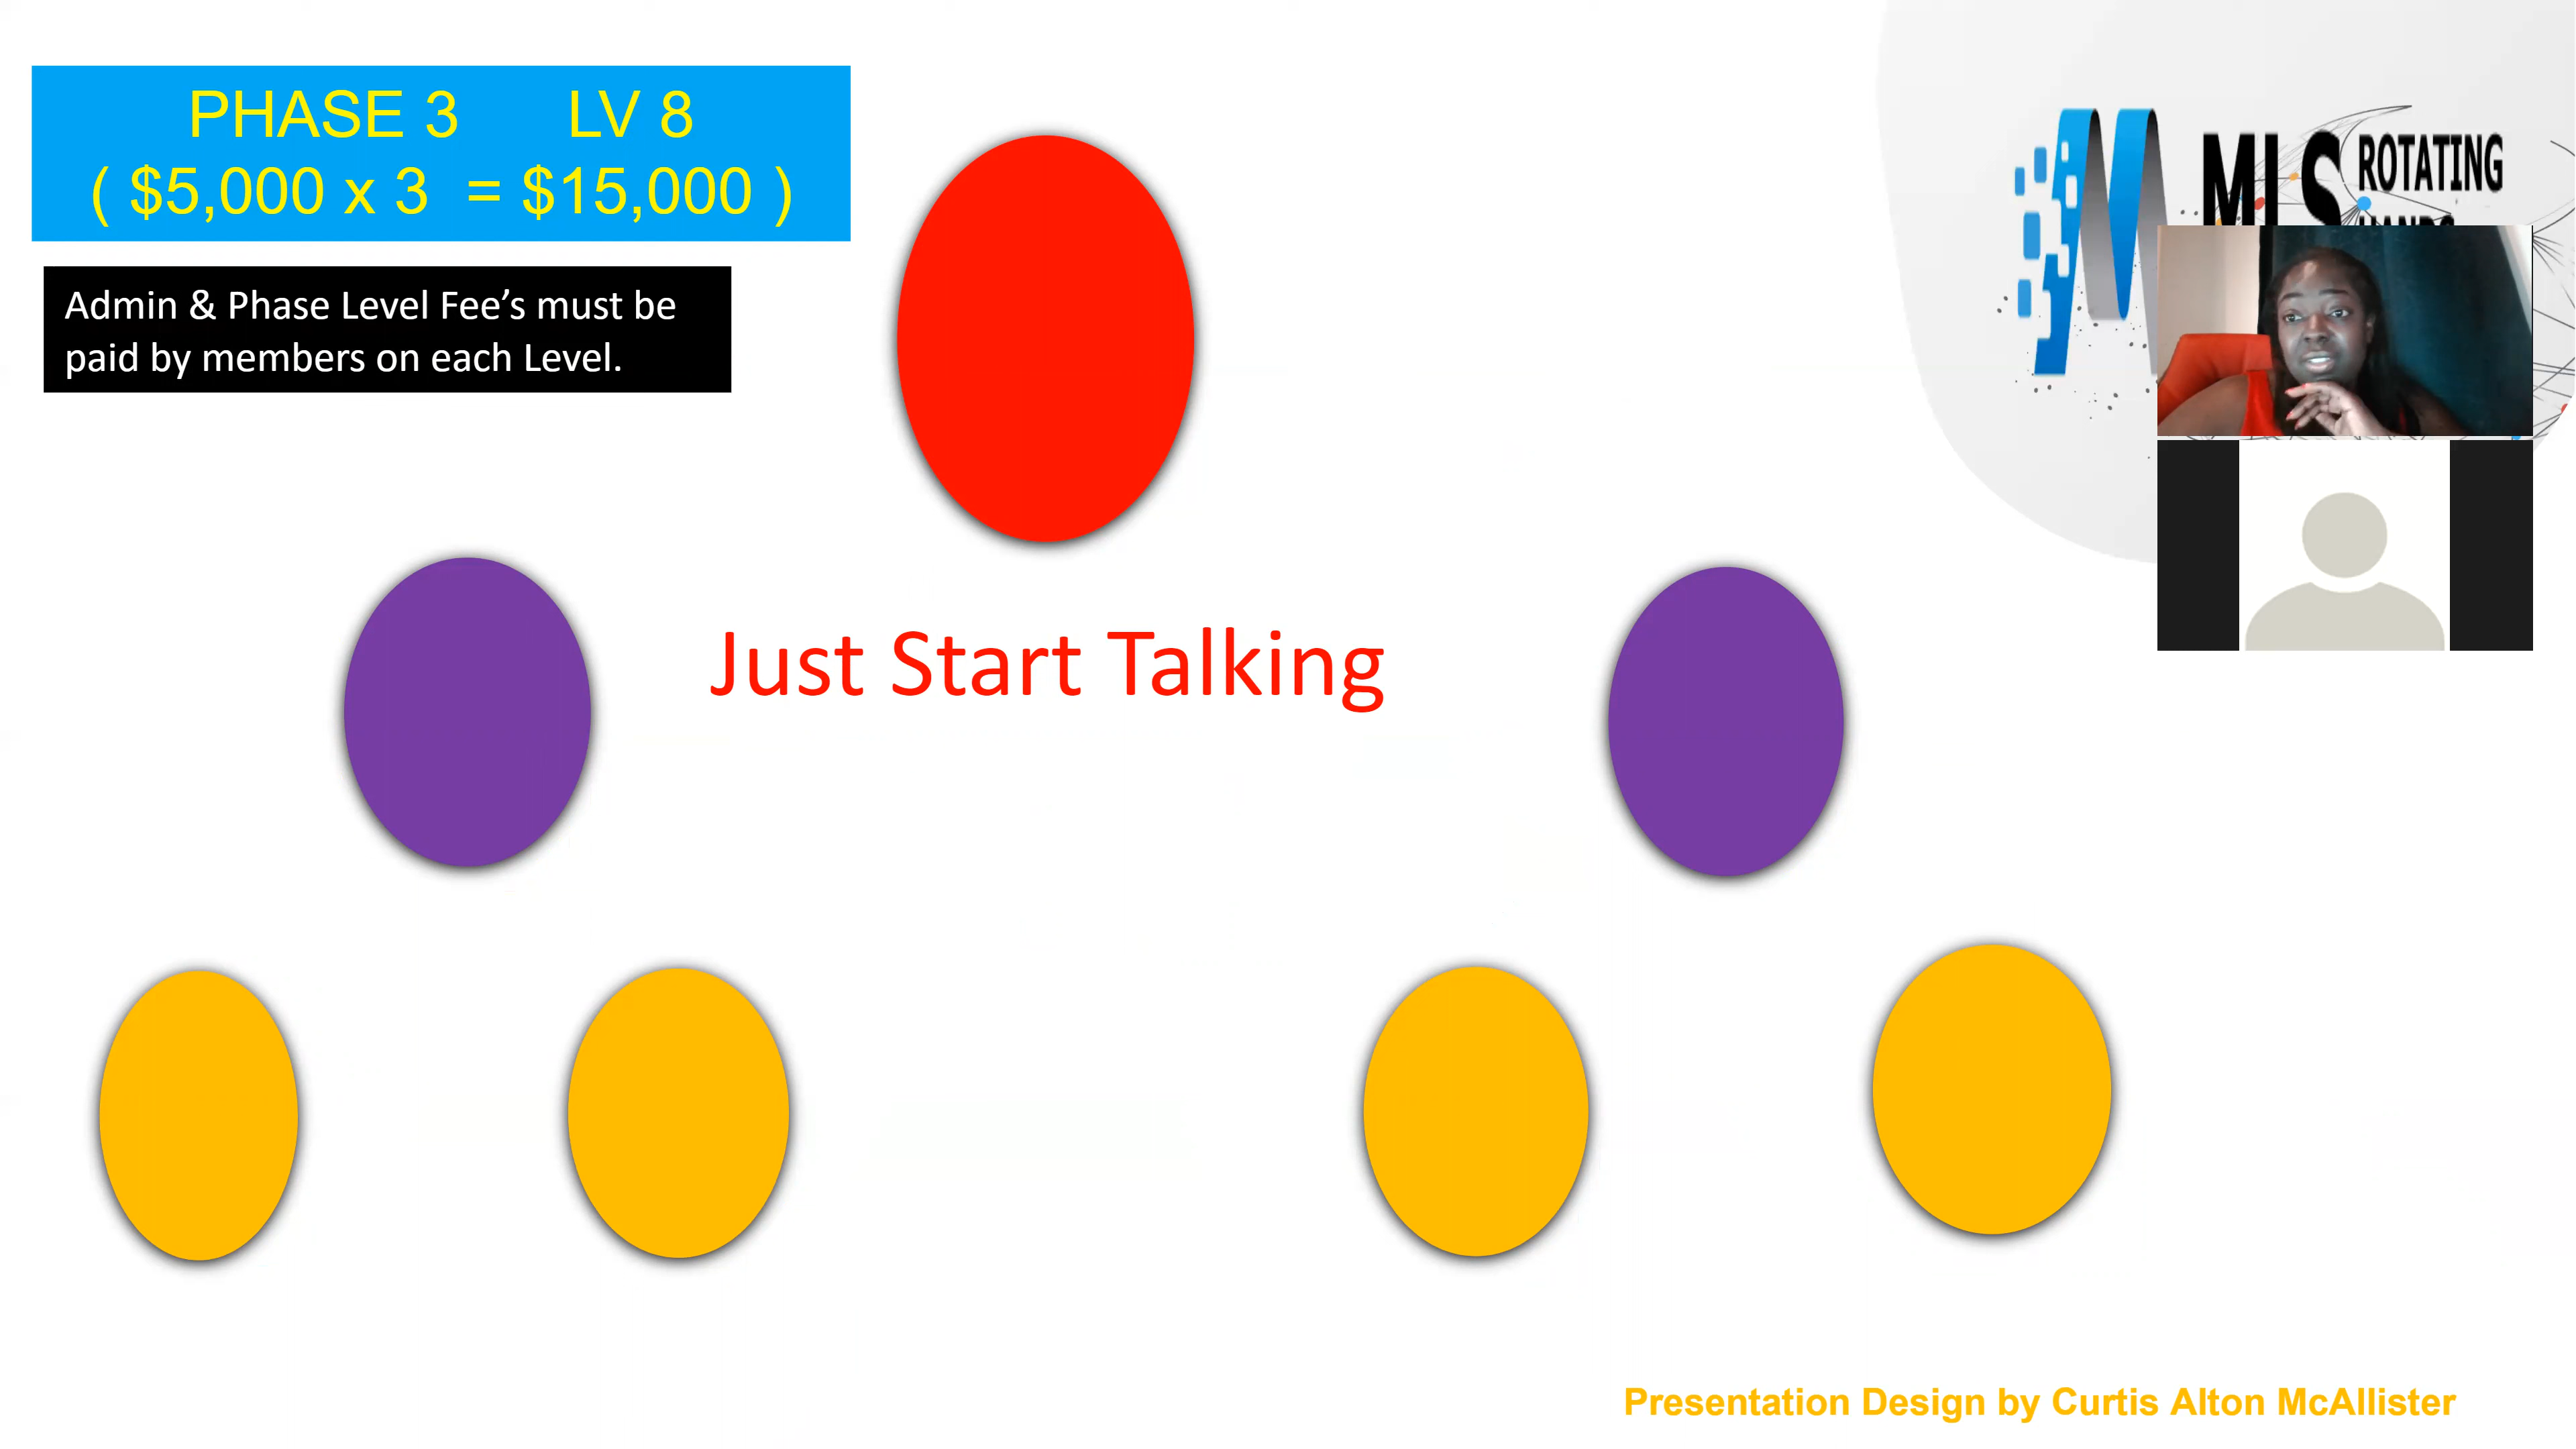 PHASE 3 LV 8
( $5,000 x 3 = $15,000 )
Admin & Phase Level Fee’s must be
paid by members on each Level.
MLS ROTATING
Just Start Talking
Presentation Design by Curtis Alton McAllister